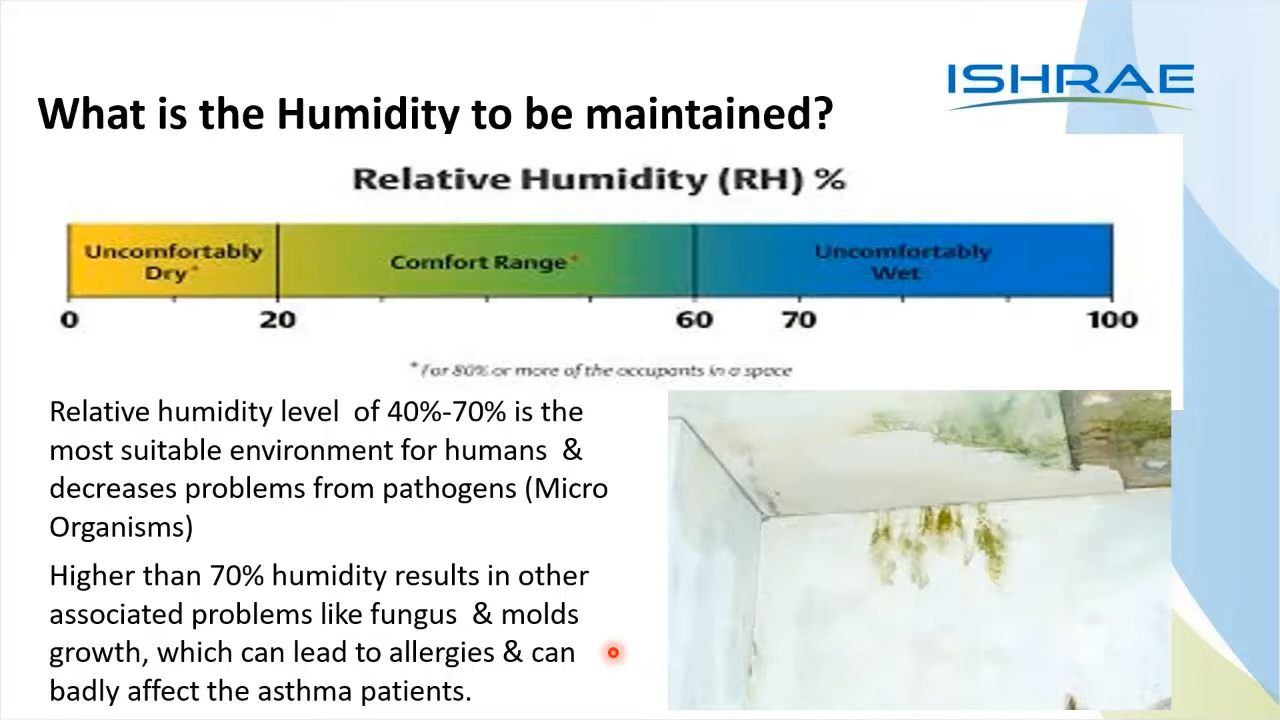 ISHRAE
What is the Humidity to be maintained?
Relative Humidity (RH) %
Uncomfortably
Dry*
Comfort Range*
Uncomfortably
Wet
0 20 60 70 100
*For 80% or more of the occupants in a space
Relative humidity level of 40%-70% is the
most suitable environment for humans &
decreases problems from pathogens (Micro
Organisms)
Higher than 70% humidity results in other
associated problems like fungus & molds
growth, which can lead to allergies & can
badly affect the asthma patients.